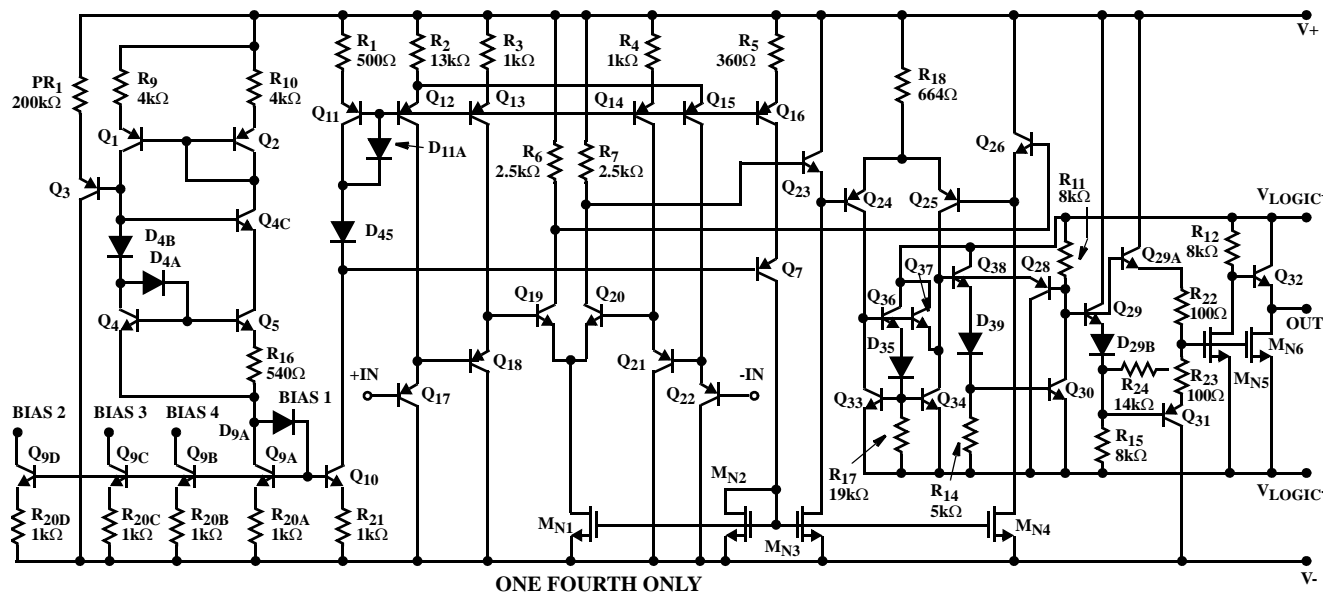 V+
PR1
200kΩ
R9
4kΩ
R10
4kΩ
R1
500Ω
R2
13kΩ
R3
1kΩ
R4
1kΩ
R5
360Ω
R18
664Ω
Q1
Q2
Q3
Q4C
D4B
D4A
Q4
Q5
R16
540Ω
BIAS 1
BIAS 2
BIAS 3
BIAS 4
D9A
Q9D
Q9C
Q9B
Q9A
Q10
R20D
1kΩ
R20C
1kΩ
R20B
1kΩ
R20A
1kΩ
R21
1kΩ
Q11
Q12
Q13
Q14
Q15
Q16
D11A
D45
R6
2.5kΩ
R7
2.5kΩ
Q23
Q24
Q25
Q26
Q7
Q19
Q20
Q18
Q21
+IN
Q17
Q22
-IN
MN1
MN2
MN3
MN4
Q36
Q37
Q38
Q28
R11
8kΩ
D35
D39
Q33
Q34
R17
19kΩ
R14
5kΩ
Q30
Q29
Q29A
D29B
R24
14kΩ
R15
8kΩ
R22
100Ω
R23
100Ω
Q31
VLOGIC+
R12
8kΩ
Q32
OUT
MN5
MN6
VLOGIC-
V-
ONE FOURTH ONLY